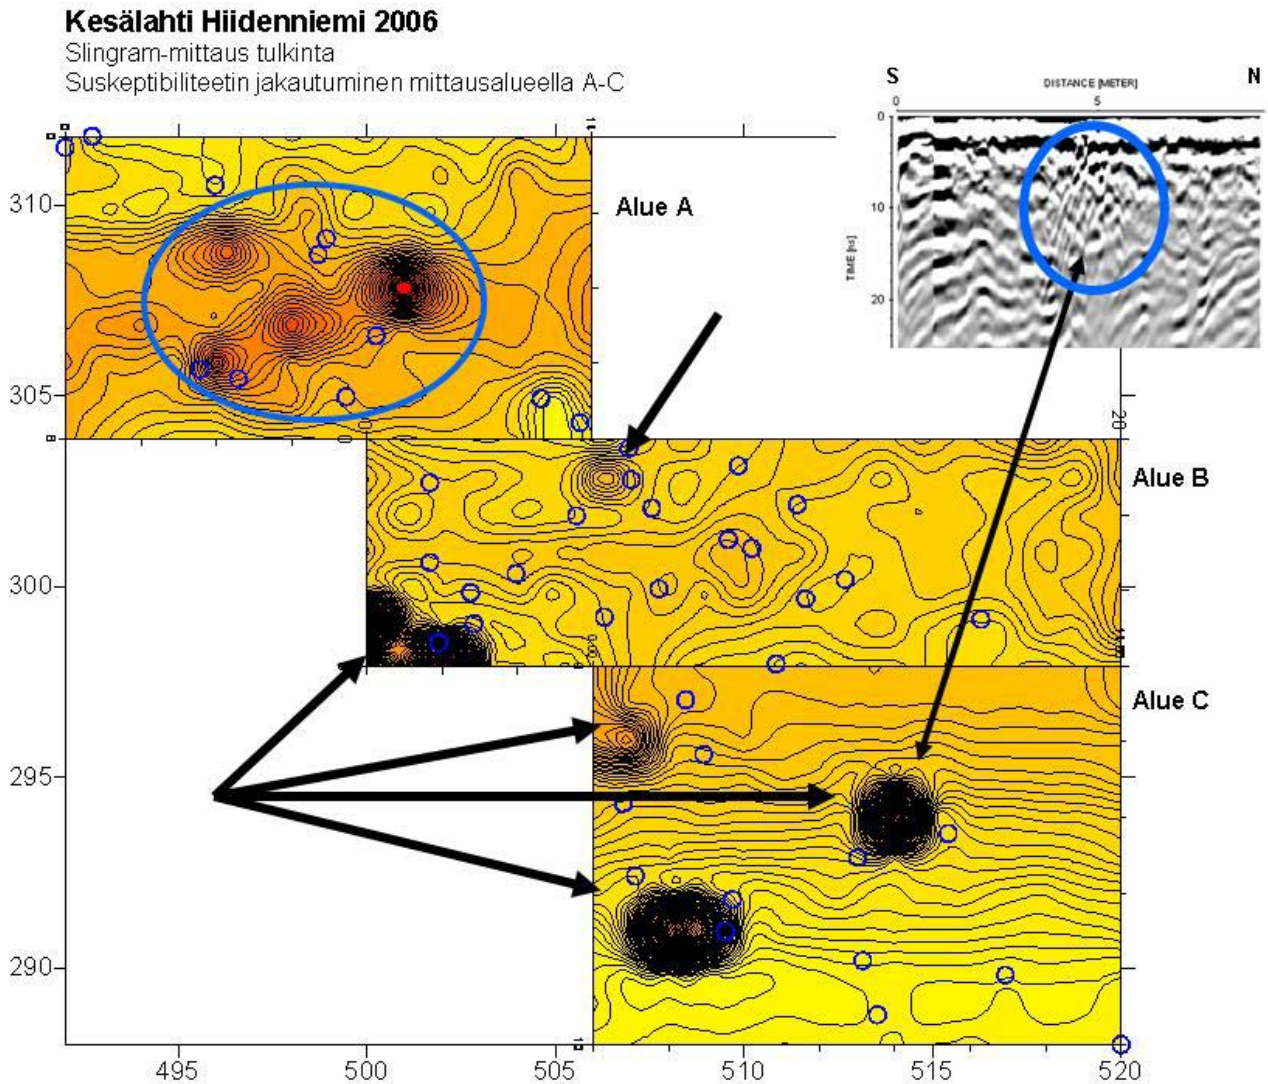 Kesälahti Hiidenniemi 2006
Slingram-mittaus tulkinta
Suskeptibiliteetin jakautuminen mittausalueella A-C
S
N
DISTANCE [METER]
0
5
0
10
20
TIME [ns]
Alue A
310
305
20
Alue B
300
Alue C
295
290
495
500
505
510
515
520